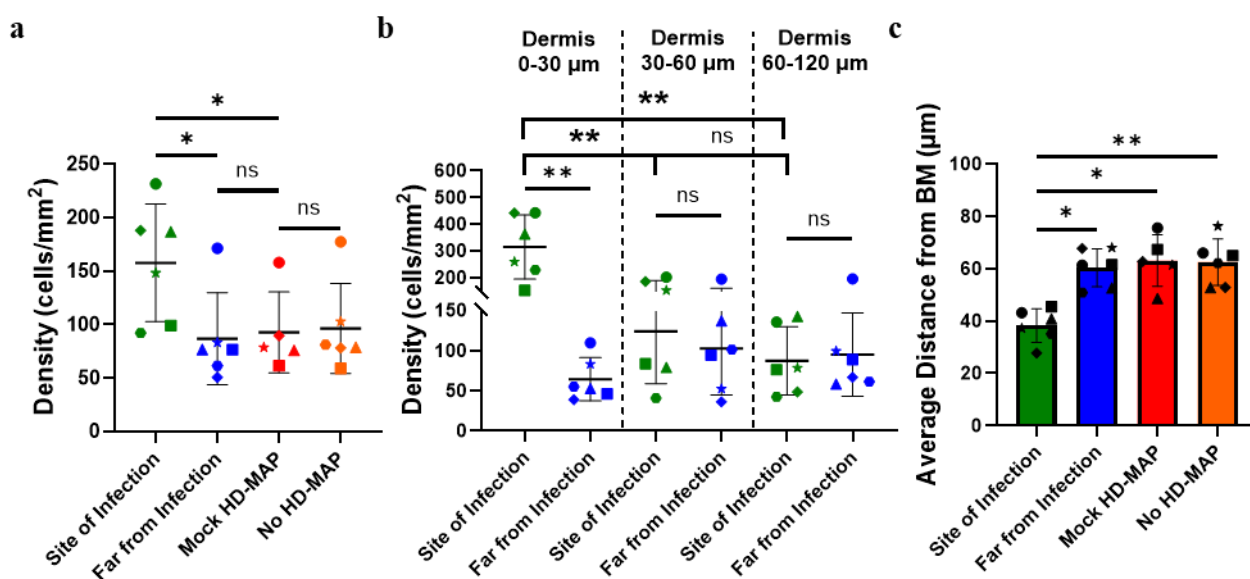 a
Density (cells/mm²)
250
200
150
100
50
0
*
*
ns
ns
Site of Infection
Far from Infection
Mock HD-MAP
No HD-MAP
b
Dermis
0-30 µm
Dermis
30-60 µm
Dermis
60-120 µm
**
**
ns
**
ns
ns
Density (cells/mm²)
600
500
400
300
200
150
100
50
0
Site of Infection
Far from Infection
Site of Infection
Far from Infection
Site of Infection
Far from Infection
c
Average Distance from BM (µm)
100
80
60
40
20
0
**
*
*
Site of Infection
Far from Infection
Mock HD-MAP
No HD-MAP